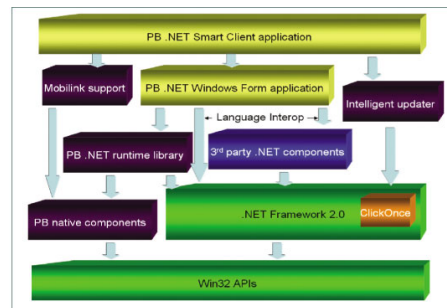 PB .NET Smart Client application
Mobilink support
PB .NET Windows Form application
Intelligent updater
Language Interop
PB .NET runtime library
3rd party .NET components
PB native components
.NET Framework 2.0
ClickOnce
Win32 APIs